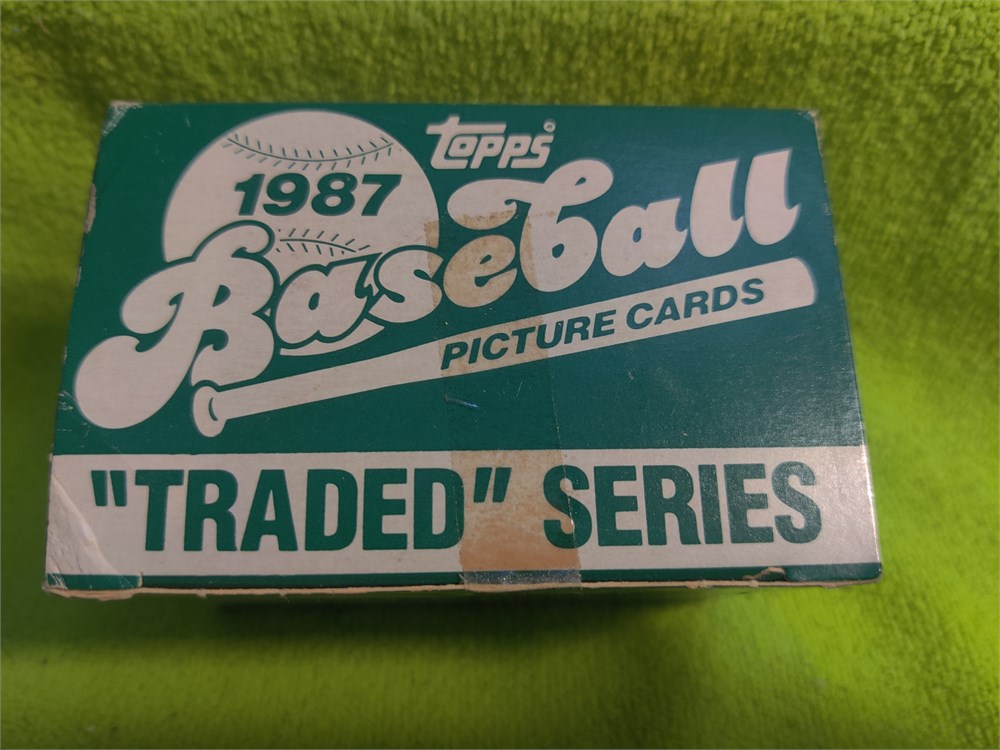 topps®
1987
Baseball
PICTURE CARDS
"TRADED" SERIES